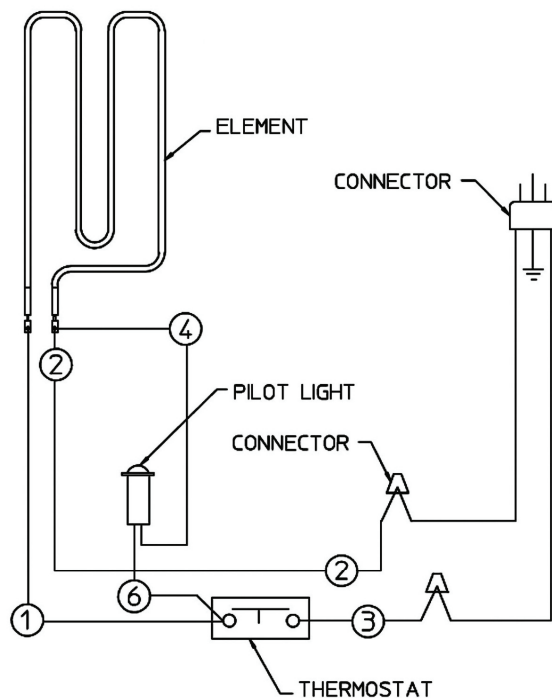 ELEMENT
CONNECTOR
4
2
PILOT LIGHT
CONNECTOR
2
6
1
3
THERMOSTAT